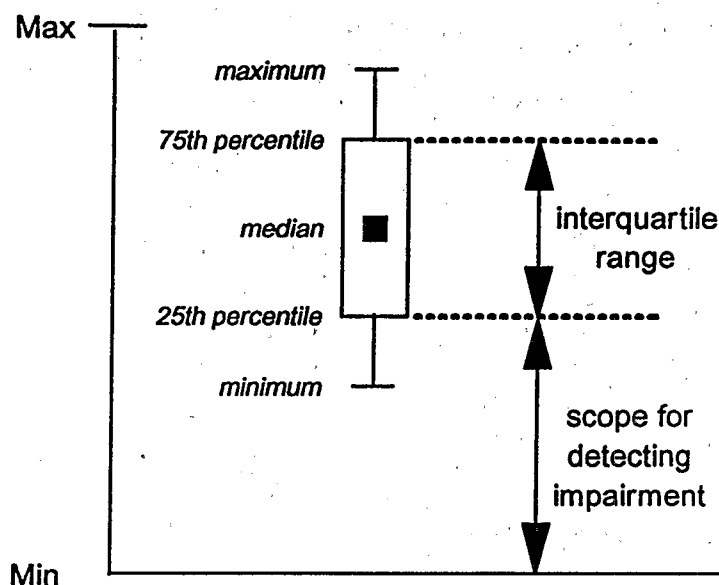 Max
maximum
75th percentile
median
25th percentile
minimum
interquartile
range
scope for
detecting
impairment
Min